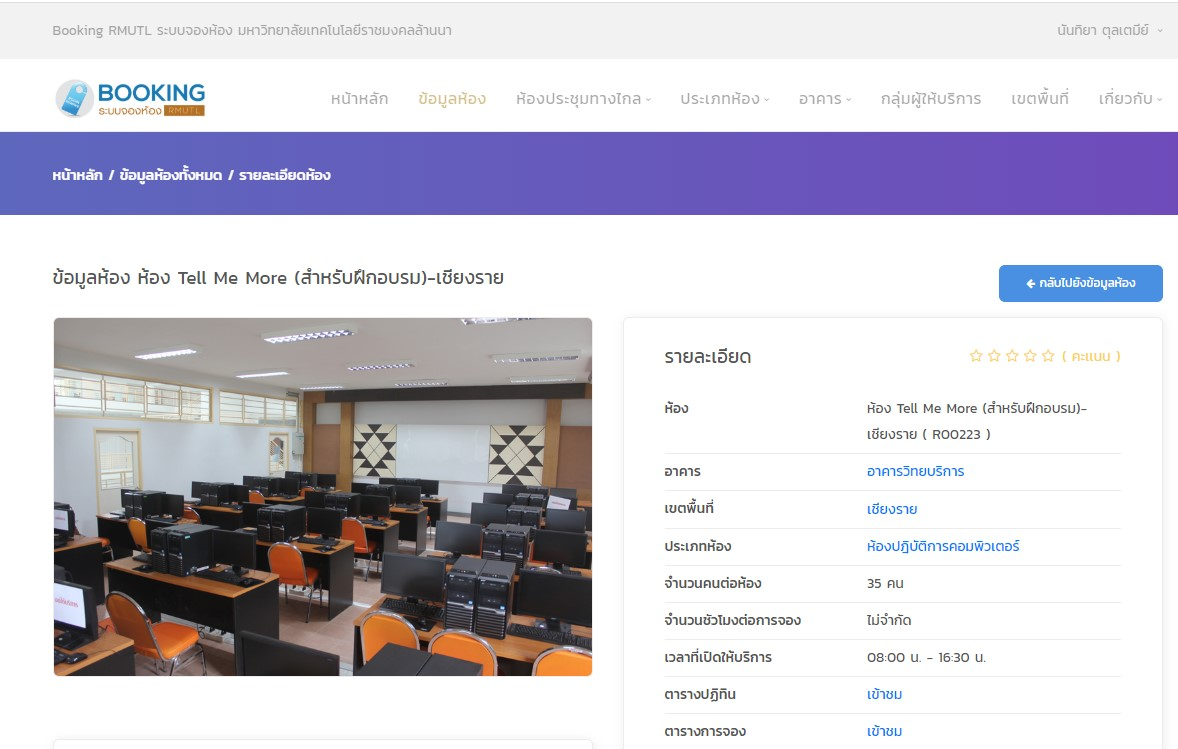 Booking RMUTL ระบบจองห้อง มหาวิทยาลัยเทคโนโลยีราชมงคลล้านนา
นันทิยา ตุลเตมีย์
BOOKING
ระบบจองห้อง RMUTL
หน้าหลัก ข้อมูลห้อง ห้องประชุมทางไกล ประเภทห้อง อาคาร กลุ่มผู้ให้บริการ เขตพื้นที่ เกี่ยวกับ
หน้าหลัก / ข้อมูลห้องทั้งหมด / รายละเอียดห้อง
ข้อมูลห้อง ห้อง Tell Me More (สำหรับฝึกอบรม)-เชียงราย
กลับไปยังข้อมูลห้อง
รายละเอียด
( คะแนน )
ห้อง ห้อง Tell Me More (สำหรับฝึกอบรม)-
เชียงราย ( R00223 )
อาคาร อาคารวิทยบริการ
เขตพื้นที่ เชียงราย
ประเภทห้อง ห้องปฎิบัติการคอมพิวเตอร์
จำนวนคนต่อห้อง 35 คน
จำนวนชัวโมงต่อการจอง ไม่จำกัด
เวลาที่เปิดให้บริการ 08:00 น. - 16:30 น.
ตารางปฏิทิน เข้าชม
ตารางการจอง เข้าชม